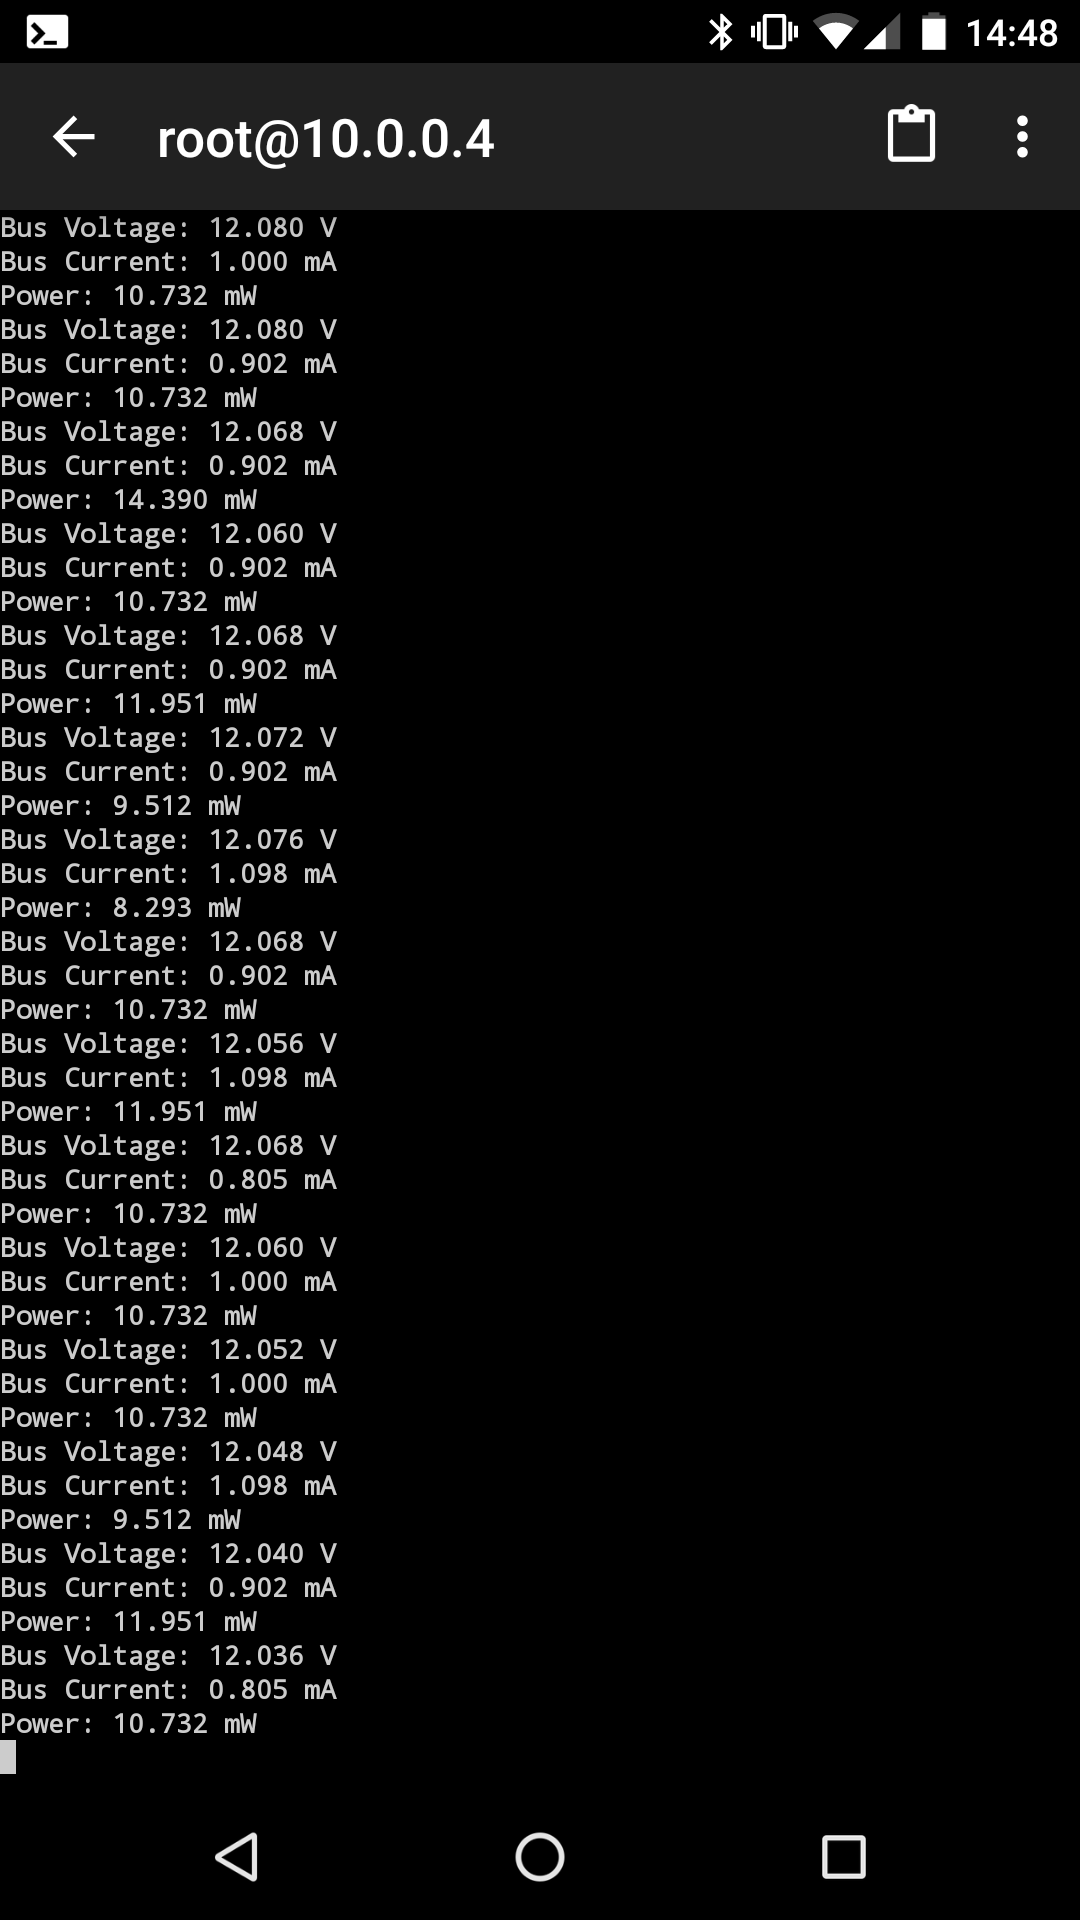 14:48
root@10.0.0.4
Bus Voltage: 12.080 V
Bus Current: 1.000 mA
Power: 10.732 mW
Bus Voltage: 12.080 V
Bus Current: 0.902 mA
Power: 10.732 mW
Bus Voltage: 12.068 V
Bus Current: 0.902 mA
Power: 14.390 mW
Bus Voltage: 12.060 V
Bus Current: 0.902 mA
Power: 10.732 mW
Bus Voltage: 12.068 V
Bus Current: 0.902 mA
Power: 11.951 mW
Bus Voltage: 12.072 V
Bus Current: 0.902 mA
Power: 9.512 mW
Bus Voltage: 12.076 V
Bus Current: 1.098 mA
Power: 8.293 mW
Bus Voltage: 12.068 V
Bus Current: 0.902 mA
Power: 10.732 mW
Bus Voltage: 12.056 V
Bus Current: 1.098 mA
Power: 11.951 mW
Bus Voltage: 12.068 V
Bus Current: 0.805 mA
Power: 10.732 mW
Bus Voltage: 12.060 V
Bus Current: 1.000 mA
Power: 10.732 mW
Bus Voltage: 12.052 V
Bus Current: 1.000 mA
Power: 10.732 mW
Bus Voltage: 12.048 V
Bus Current: 1.098 mA
Power: 9.512 mW
Bus Voltage: 12.040 V
Bus Current: 0.902 mA
Power: 11.951 mW
Bus Voltage: 12.036 V
Bus Current: 0.805 mA
Power: 10.732 mW